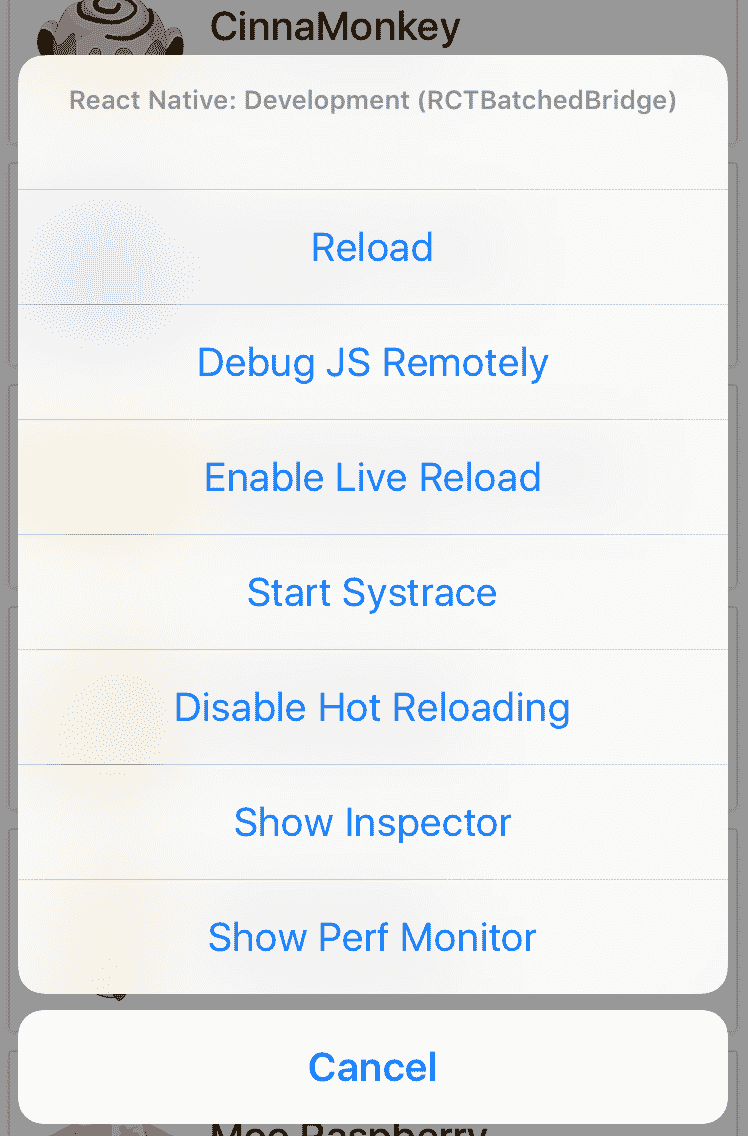 CinnaMonkey
React Native: Development (RCTBatchedBridge)
Reload
Debug JS Remotely
Enable Live Reload
Start Systrace
Disable Hot Reloading
Show Inspector
Show Perf Monitor
Cancel
Raspberry